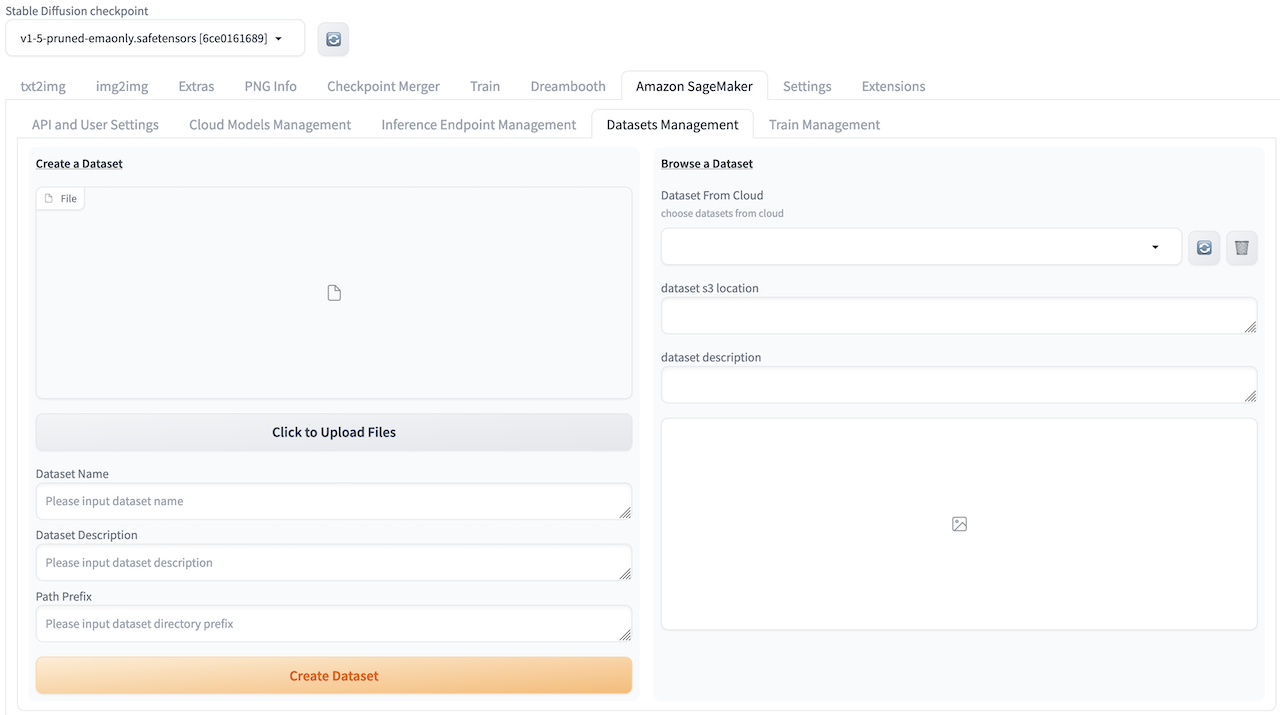 Stable Diffusion checkpoint
v1-5-pruned-emaonly.safetensors [6ce0161689]
txt2img img2img Extras PNG Info Checkpoint Merger Train Dreambooth Amazon SageMaker Settings Extensions
API and User Settings Cloud Models Management Inference Endpoint Management Datasets Management Train Management
Create a Dataset
File
Click to Upload Files
Dataset Name
Please input dataset name
Dataset Description
Please input dataset description
Path Prefix
Please input dataset directory prefix
Create Dataset
Browse a Dataset
Dataset From Cloud
choose datasets from cloud
dataset s3 location
dataset description